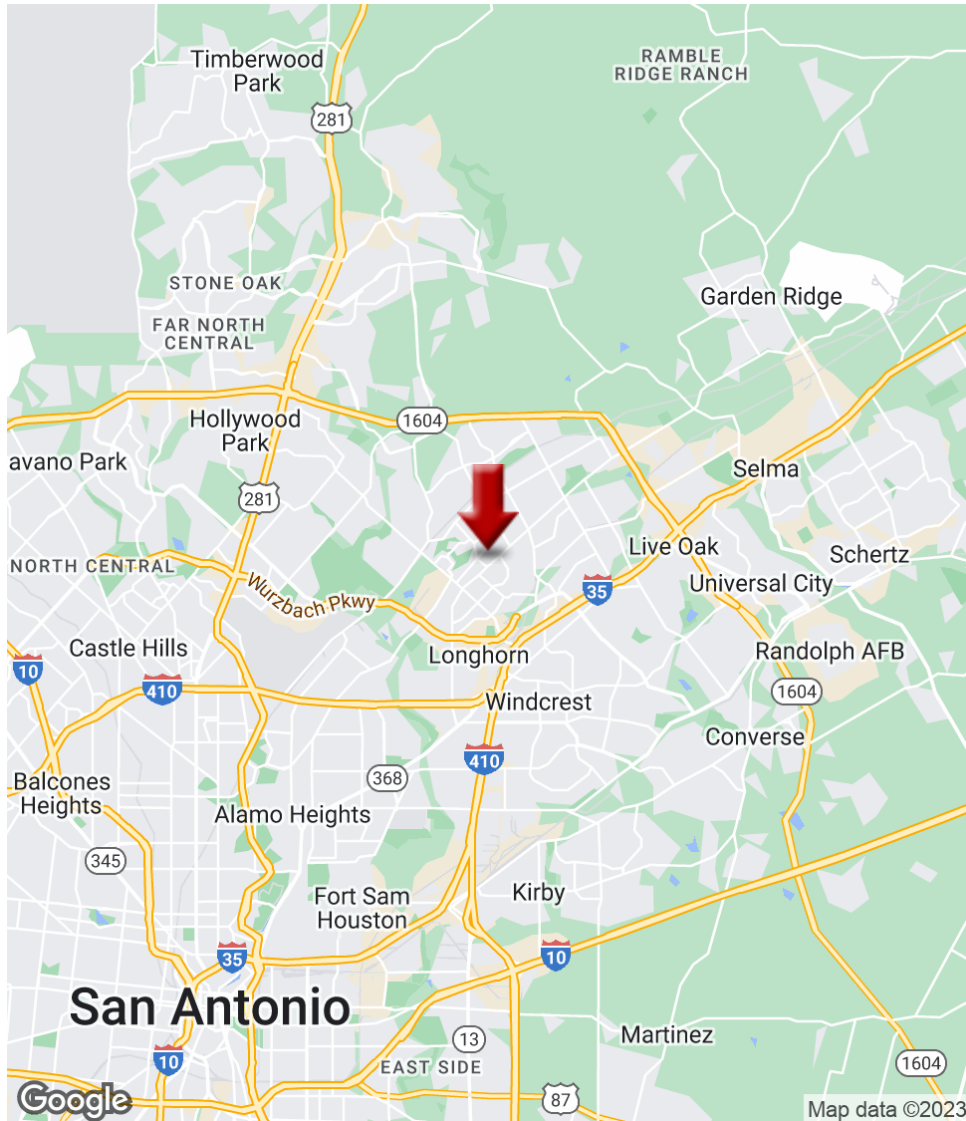 Timberwood
Park
RAMBLE
RIDGE RANCH
281
STONE OAK
Garden Ridge
FAR NORTH
CENTRAL
Hollywood
Park
1604
avano Park
Selma
281
Live Oak
Schertz
NORTH CENTRAL
Wurzbach Pkwy
35
Universal City
Castle Hills
Longhorn
Randolph AFB
10
410
1604
Windcrest
Converse
410
368
Balcones
Heights
Alamo Heights
345
Fort Sam
Houston
Kirby
35
10
San Antonio
13
Martinez
10
EAST SIDE
1604
87
Google
Map data ©2023